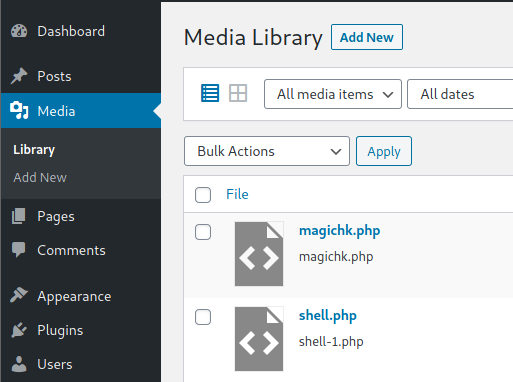 Dashboard
Posts
Media
Library
Add New
Pages
Comments
Appearance
Plugins
Users
Media Library Add New
All media items All dates
Bulk Actions Apply
File
magichk.php
magichk.php
shell.php
shell-1.php